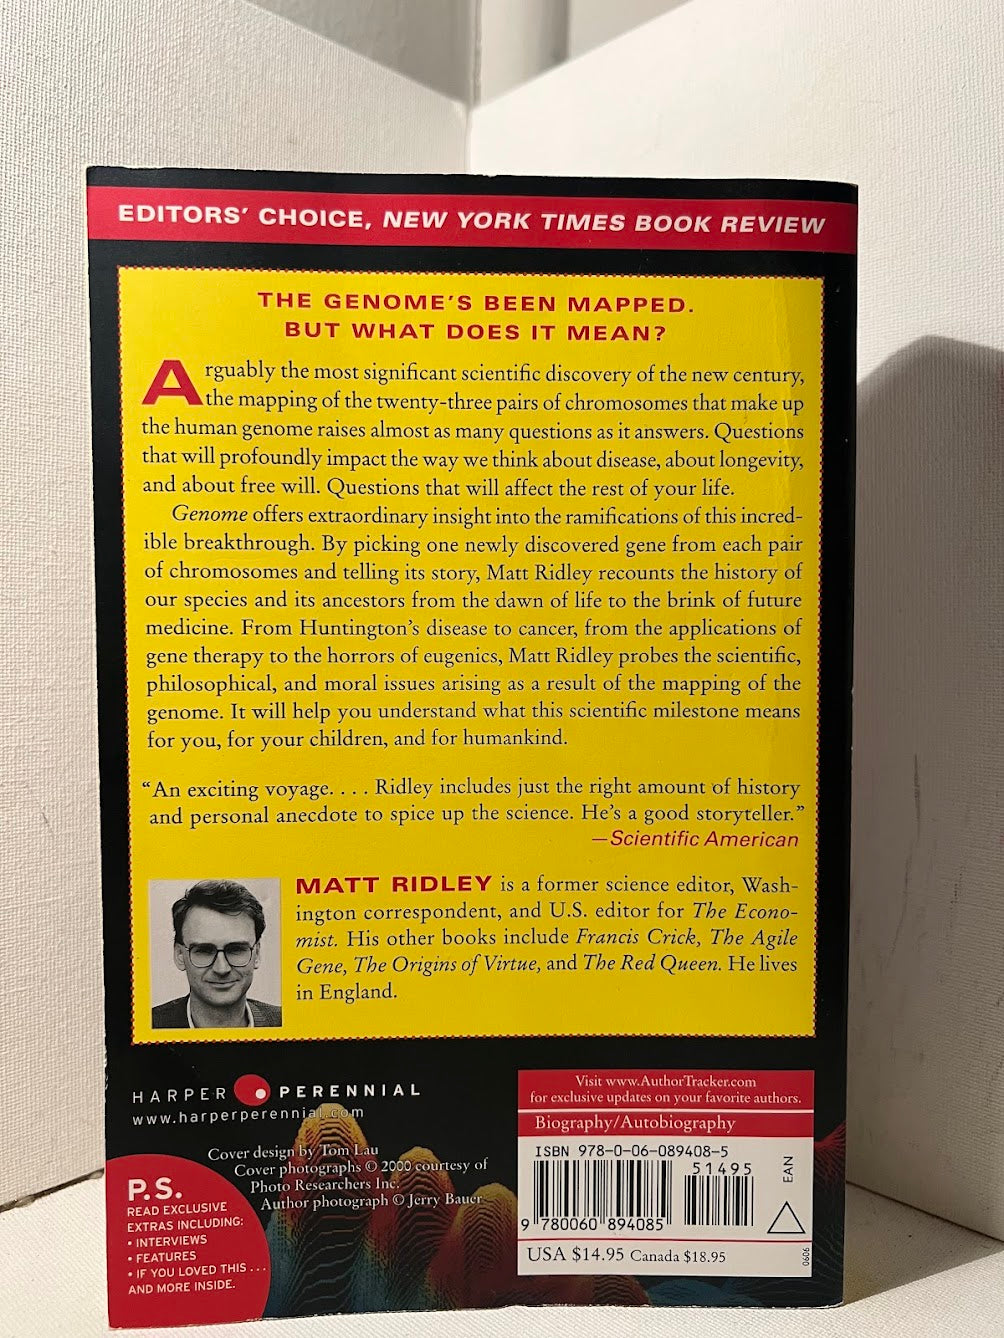 EDITORS' CHOICE, NEW YORK TIMES BOOK REVIEW
THE GENOME'S BEEN MAPPED.
BUT WHAT DOES IT MEAN?
Arguably the most significant scientific discovery of the new century,
the mapping of the twenty-three pairs of chromosomes that make up
the human genome raises almost as many questions as it answers. Questions
that will profoundly impact the way we think about disease, about longevity,
and about free will. Questions that will affect the rest of your life.
Genome offers extraordinary insight into the ramifications of this incred-
ible breakthrough. By picking one newly discovered gene from each pair
of chromosomes and telling its story, Matt Ridley recounts the history of
our species and its ancestors from the dawn of life to the brink of future
medicine. From Huntington's disease to cancer, from the applications of
gene therapy to the horrors of eugenics, Matt Ridley probes the scientific,
philosophical, and moral issues arising as a result of the mapping of the
genome. It will help you understand what this scientific milestone means
for you, for your children, and for humankind.
"An exciting voyage. . . . Ridley includes just the right amount of history
and personal anecdote to spice up the science. He's a good storyteller."
—Scientific American
MATT RIDLEY is a former science editor, Wash-
ington correspondent, and U.S. editor for The Econo-
mist. His other books include Francis Crick, The Agile
Gene, The Origins of Virtue, and The Red Queen. He lives
in England.
HARPER PERENNIAL
www.harperperennial.com
Cover design by Tom Lau
Cover photographs © 2000 courtesy of
Photo Researchers Inc.
Author photograph © Jerry Bauer
P.S.
READ EXCLUSIVE
EXTRAS INCLUDING:
• INTERVIEWS
• FEATURES
• IF YOU LOVED THIS . . .
AND MORE INSIDE.
Visit www.AuthorTracker.com
for exclusive updates on your favorite authors.
Biography/Autobiography
ISBN 978-0-06-089408-5
51495
9 780060 894085
EAN
USA $14.95 Canada $18.95
0606